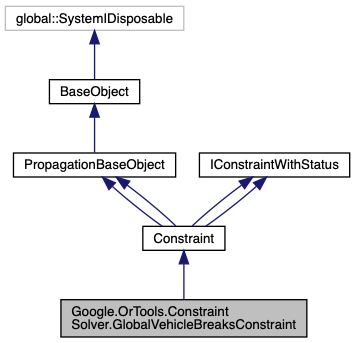 global::SystemIDisposable
BaseObject
PropagationBaseObject
IConstraintWithStatus
Constraint
Google.OrTools.Constraint
Solver.GlobalVehicleBreaksConstraint